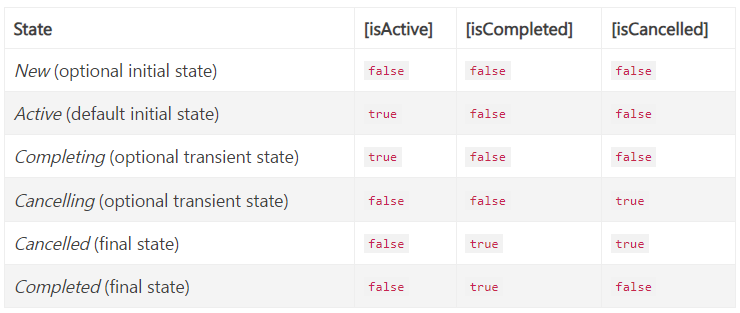 State [isActive] [isCompleted] [isCancelled]
New (optional initial state) false false false
Active (default initial state) true false false
Completing (optional transient state) true false false
Cancelling (optional transient state) false false true
Cancelled (final state) false true true
Completed (final state) false true false